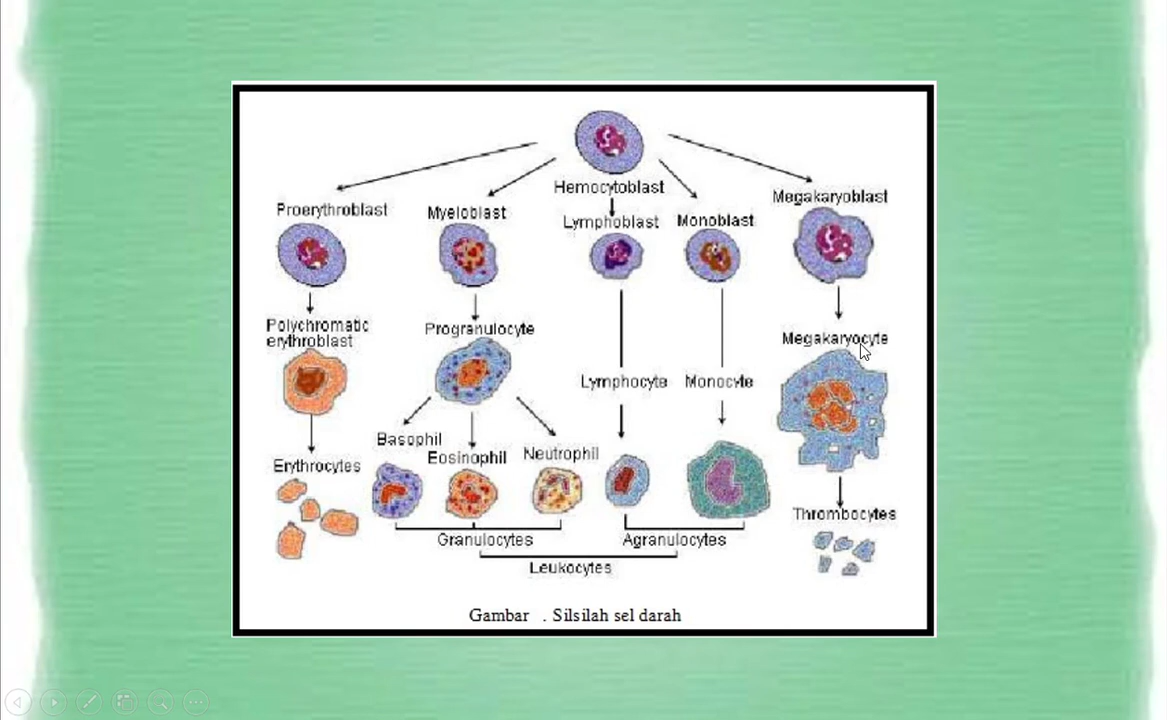 Hemocytoblast
Proerythroblast
Myeloblast
Lymphoblast
Monoblast
Megakaryoblast
Polychromatic
erythroblast
Progranulocyte
Lymphocyte
Monocyte
Megakaryocyte
Erythrocytes
Basophil
Eosinophil
Neutrophil
Thrombocytes
Granulocytes
Agranulocytes
Leukocytes
Gambar . Silsilah sel darah